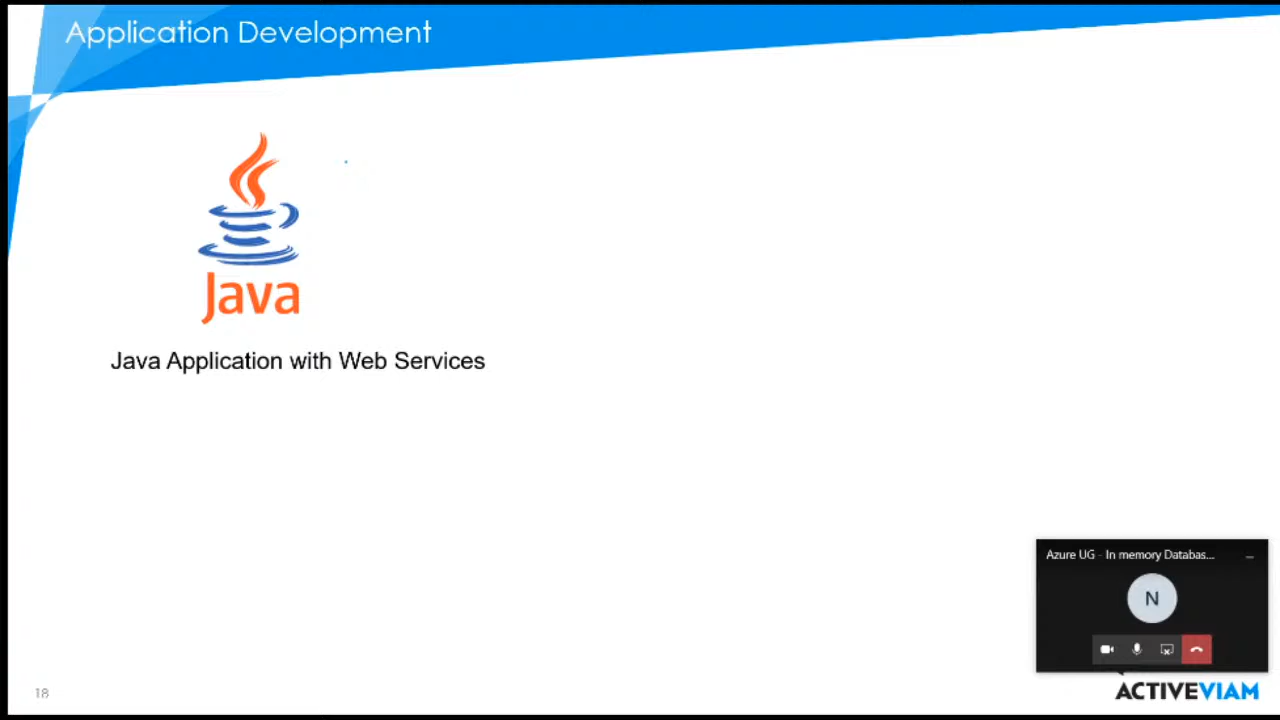 Application Development
Java
Java Application with Web Services
Azure UG - In memory Databas...
N
18
ACTIVEVIAM